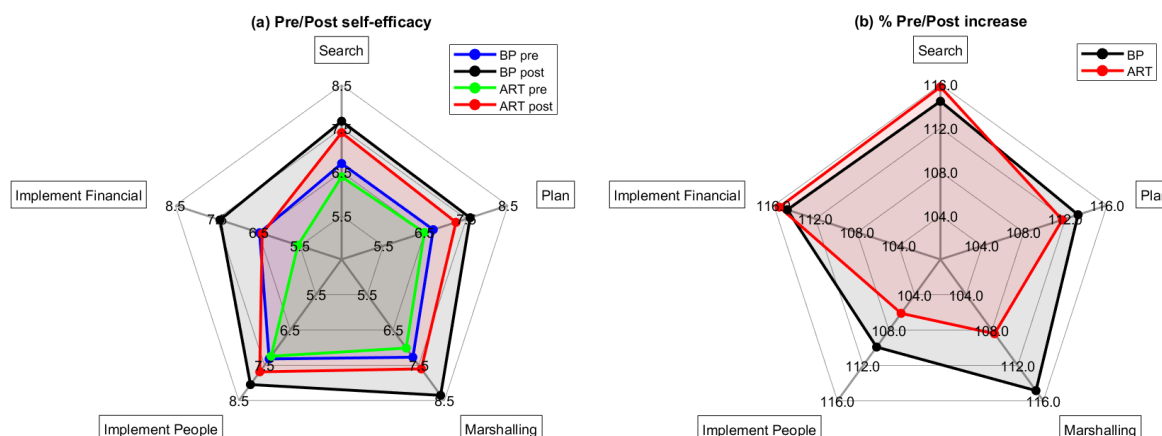 (a) Pre/Post self-efficacy
Search
BP pre
BP post
ART pre
ART post
8.5
7.5
6.5
5.5
Implement Financial
8.5
7.5
6.5
5.5
5.5
6.5
7.5
8.5
Plan
5.5
5.5
6.5
6.5
7.5
7.5
8.5
8.5
Implement People
Marshalling
(b) % Pre/Post increase
Search
BP
ART
116.0
112.0
108.0
104.0
Implement Financial
116.0
112.0
108.0
104.0
104.0
108.0
112.0
116.0
104.0
104.0
108.0
108.0
112.0
112.0
116.0
116.0
Implement People
Marshalling